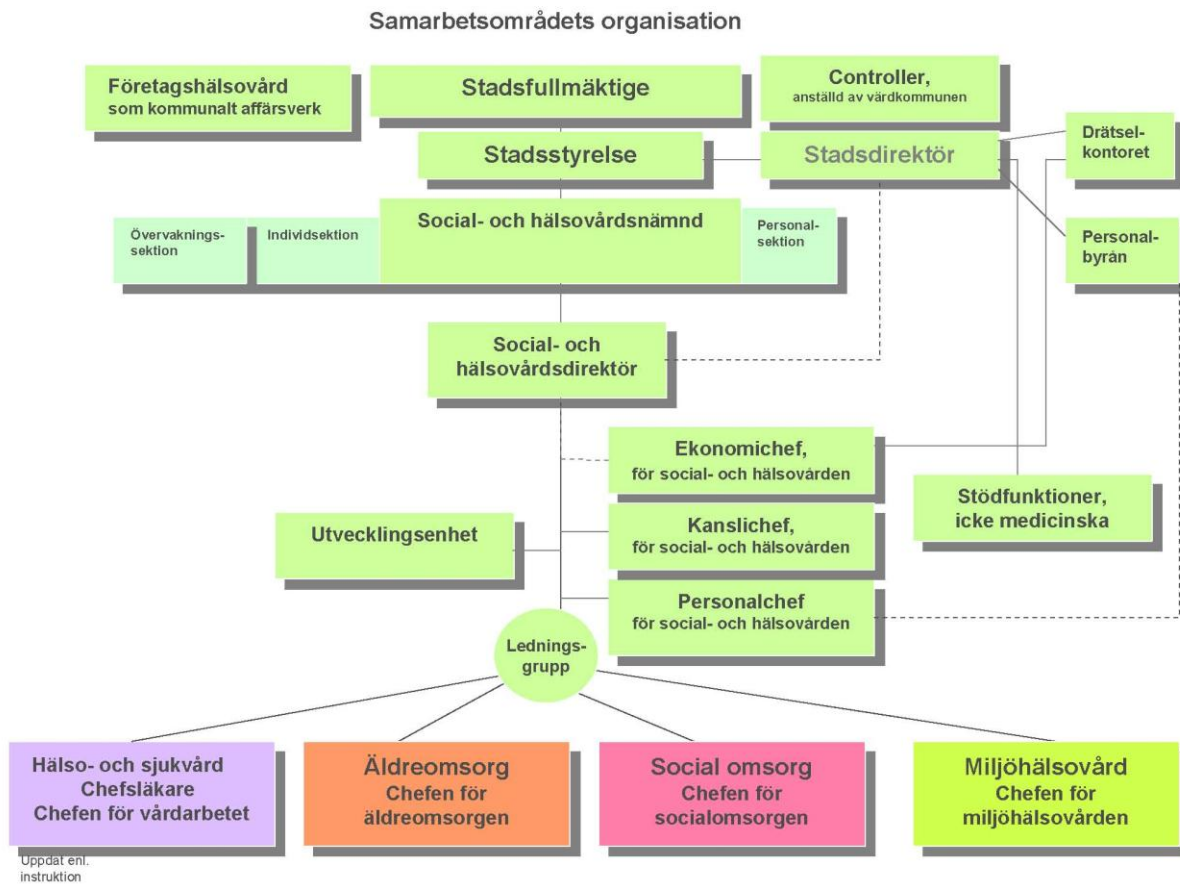 Samarbetsområdets organisation
Företagshälsovård
som kommunalt affärsverk
Stadsfullmäktige
Controller,
anställd av värdkommunen
Drätsel-
kontoret
Stadsstyrelse
Stadsdirektör
Övervaknings-
sektion
Individsektion
Social- och hälsovårdsnämnd
Personal-
sektion
Personal-
byrån
Social- och
hälsovårdsdirektör
Ekonomichef,
för social- och hälsovården
Stödfunktioner,
icke medicinska
Utvecklingsenhet
Kanslichef,
för social- och hälsovården
Personalchef
för social- och hälsovården
Lednings-
grupp
Hälso- och sjukvård
Chefsläkare
Chefen för vårdarbetet
Äldreomsorg
Chefen för
äldreomsorgen
Social omsorg
Chefen för
socialomsorgen
Miljöhälsovård
Chefen för
miljöhälsovården
Uppdat enl.
instruktion